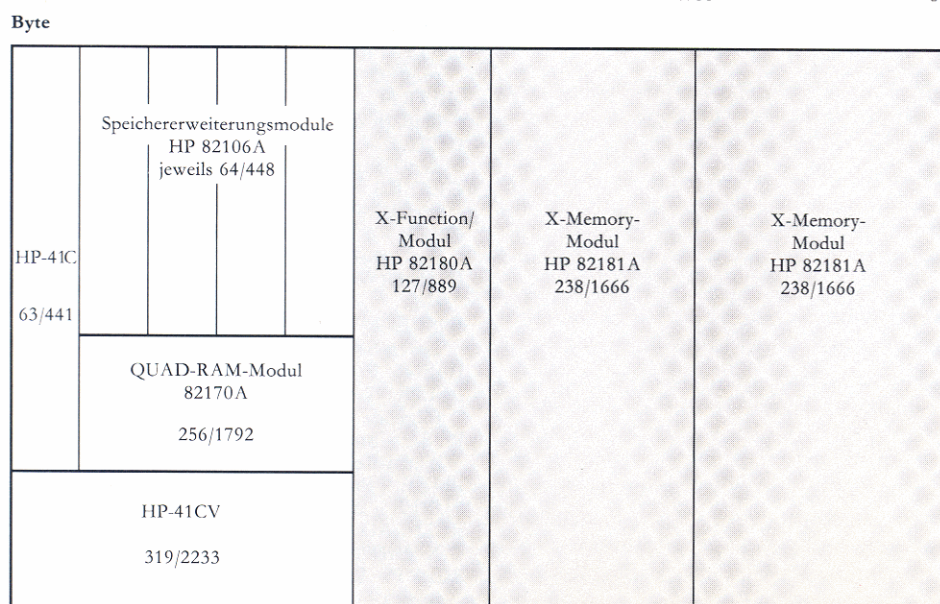 Byte
Speichererweiterungsmodule
HP 82106A
jeweils 64/448
HP-41C
63/441
QUAD-RAM-Modul
82170A
256/1792
HP-41CV
319/2233
X-Function/
Modul
HP 82180A
127/889
X-Memory-
Modul
HP 82181A
238/1666
X-Memory-
Modul
HP 82181A
238/1666